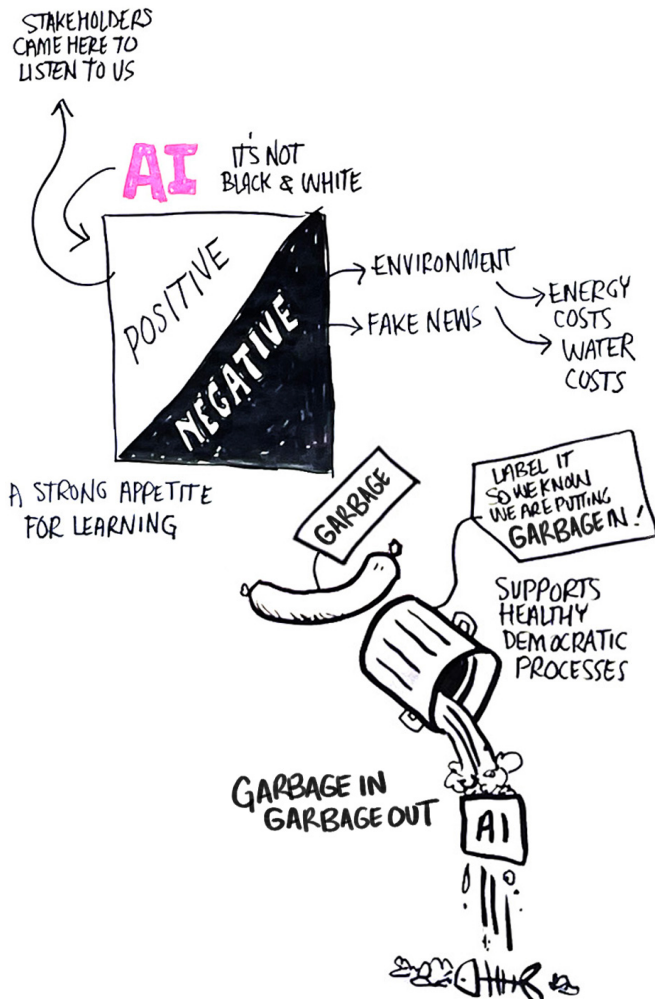 STAKEHOLDERS
CAME HERE TO
LISTEN TO US
AI
IT'S NOT
BLACK & WHITE
POSITIVE
NEGATIVE
ENVIRONMENT
FAKE NEWS
ENERGY
COSTS
WATER
COSTS
A STRONG APPETITE
FOR LEARNING
GARBAGE
LABEL IT
SO WE KNOW
WE ARE PUTTING
GARBAGE IN!
SUPPORTS
HEALTHY
DEMOCRATIC
PROCESSES
GARBAGE IN
GARBAGE OUT
AI